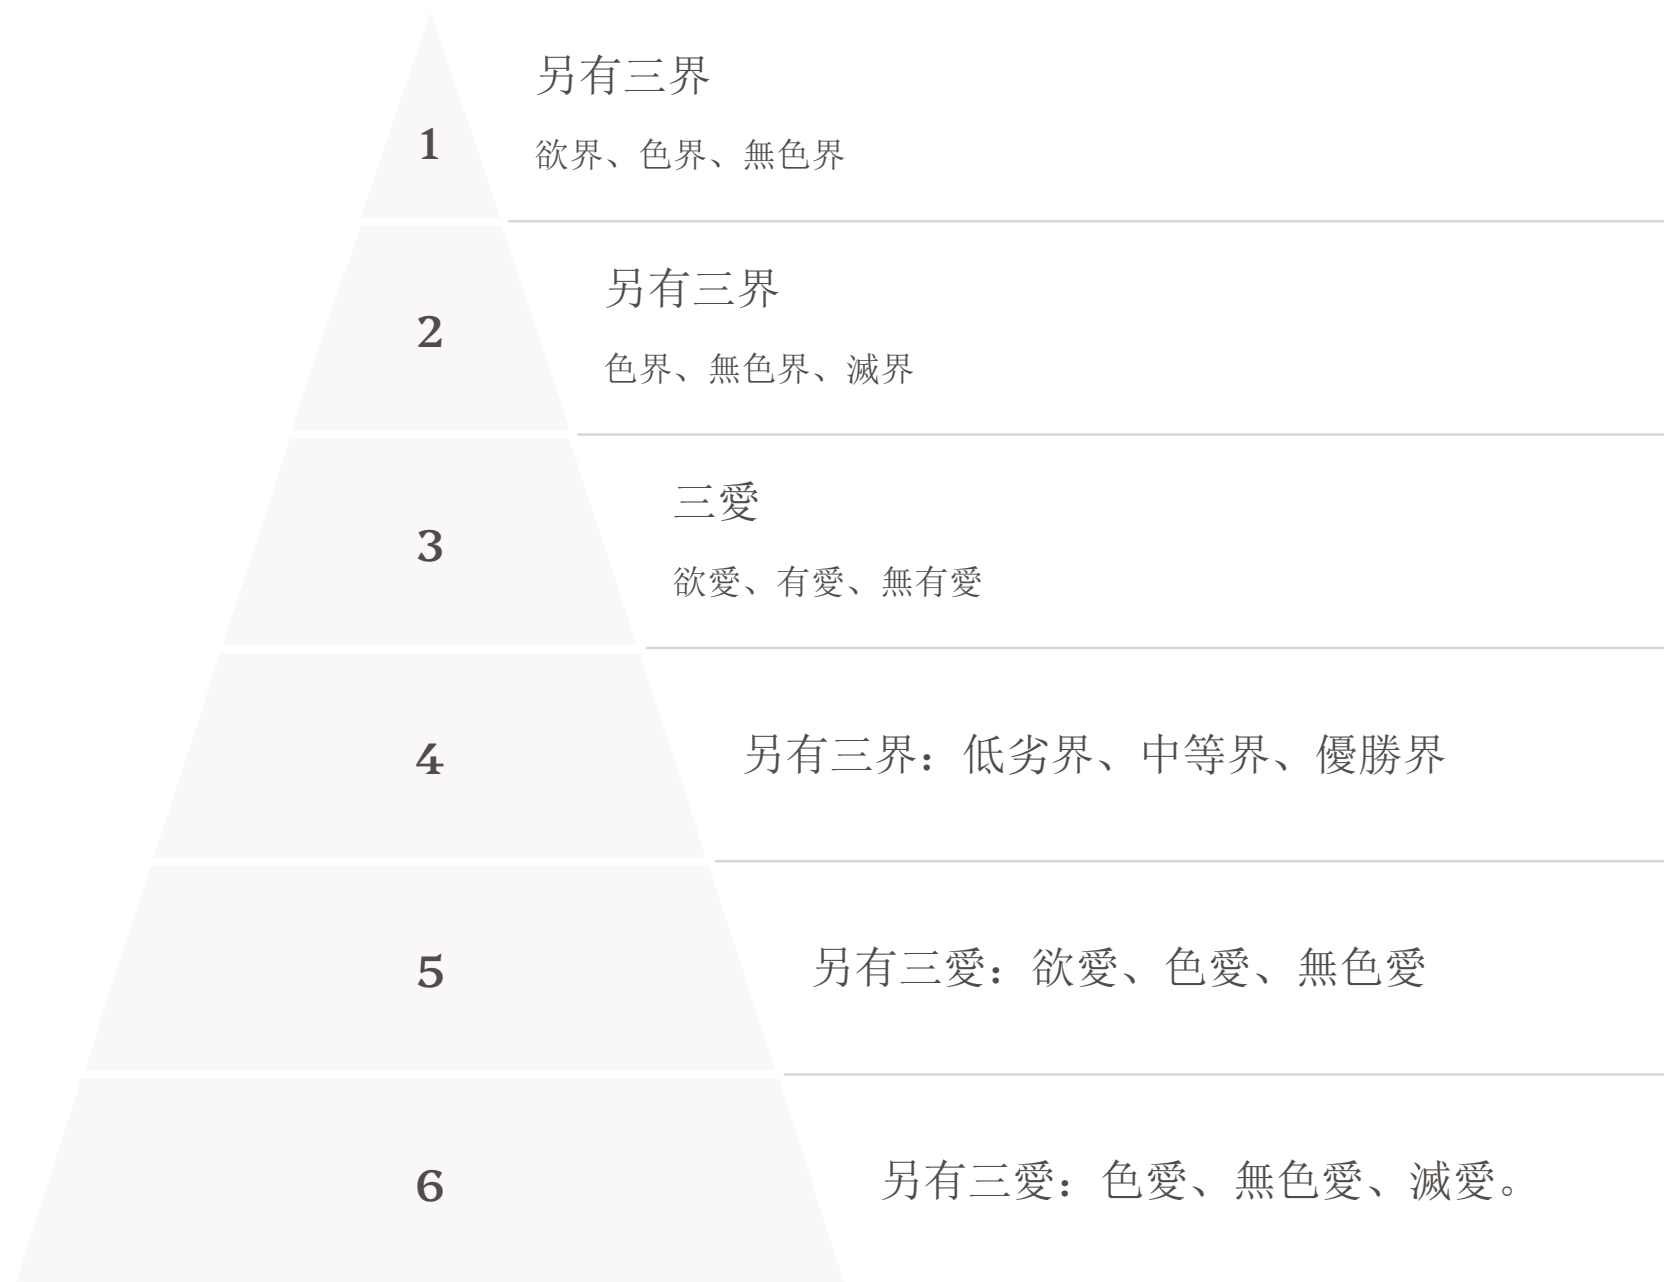 1
另有三界
欲界、色界、無色界
2
另有三界
色界、無色界、滅界
3
三愛
欲愛、有愛、無有愛
4
另有三界：低劣界、中等界、優勝界
5
另有三愛：欲愛、色愛、無色愛
6
另有三愛：色愛、無色愛、滅愛。